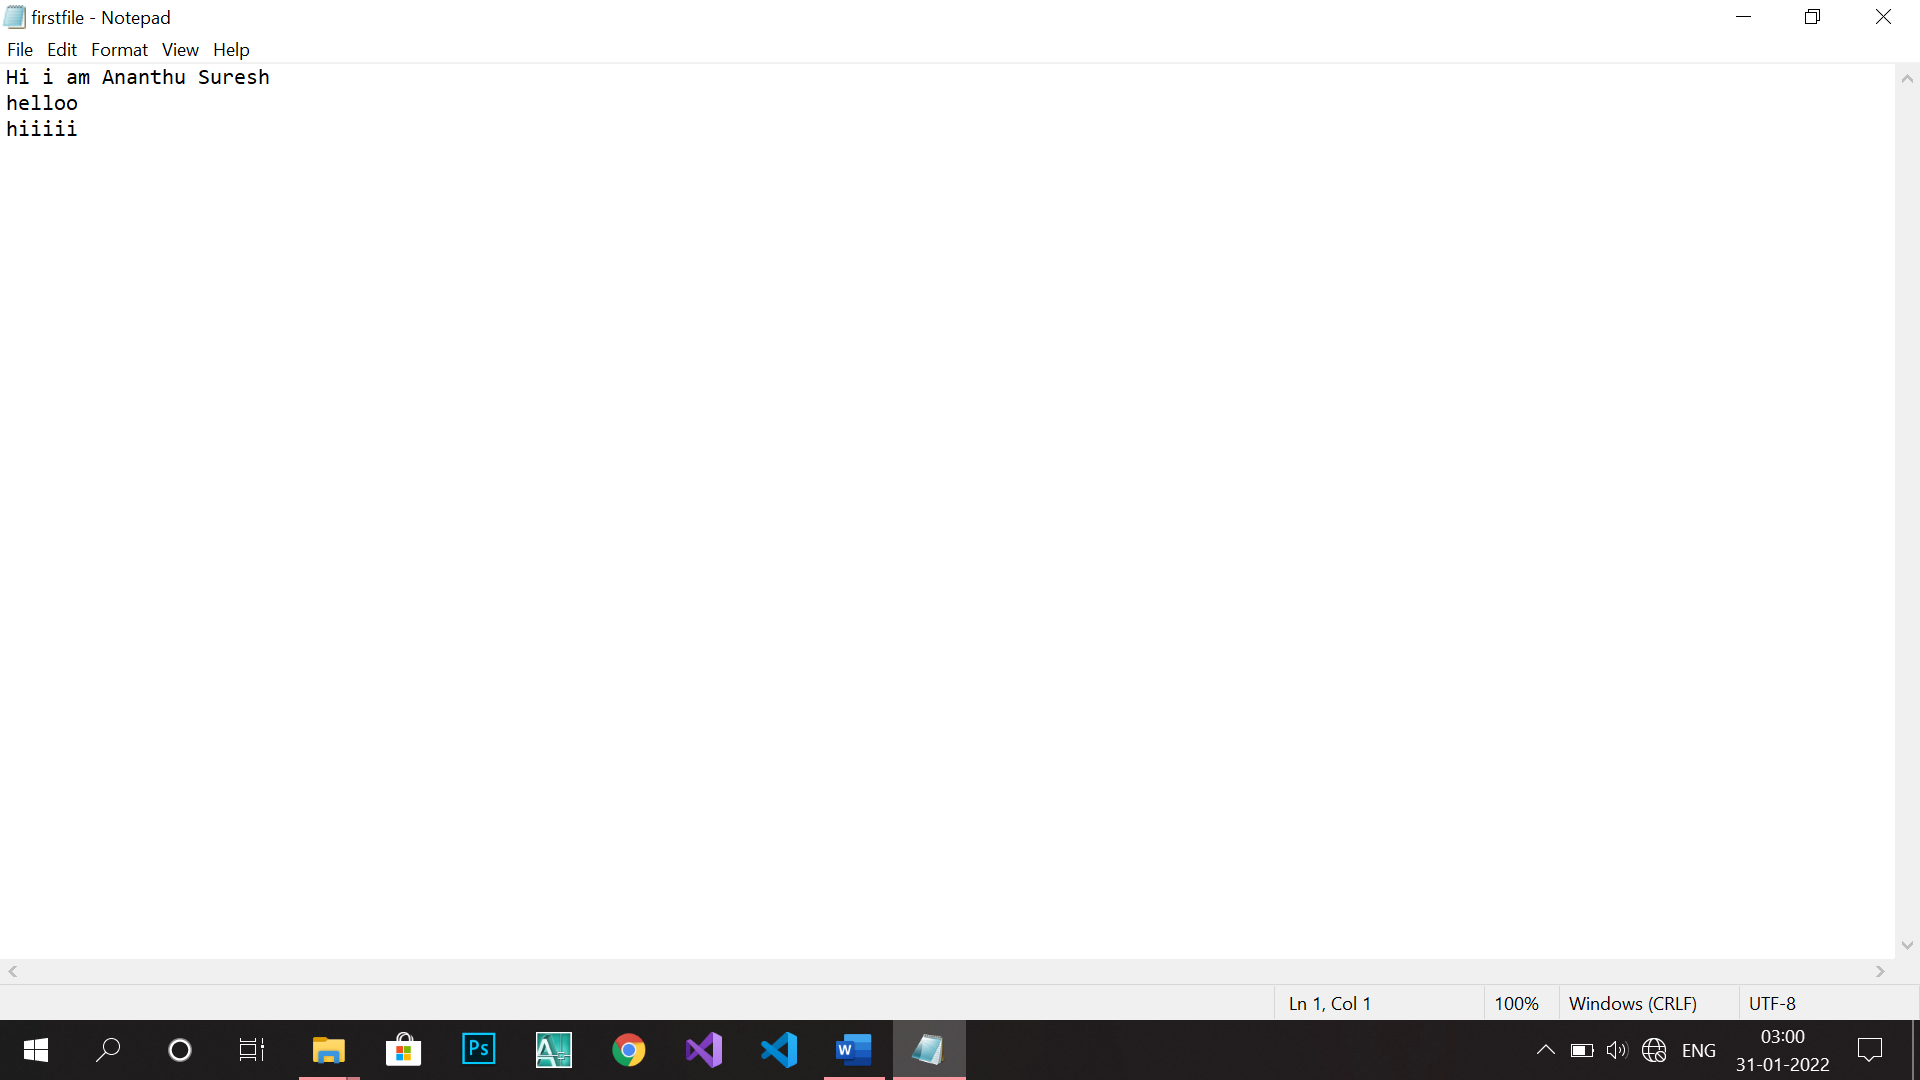 firstfile - Notepad
File Edit Format View Help
Hi i am Ananthu Suresh
helloo
hiiiii
Ln 1, Col 1 100% Windows (CRLF) UTF-8
Ps
A
W
ENG
03:00
31-01-2022